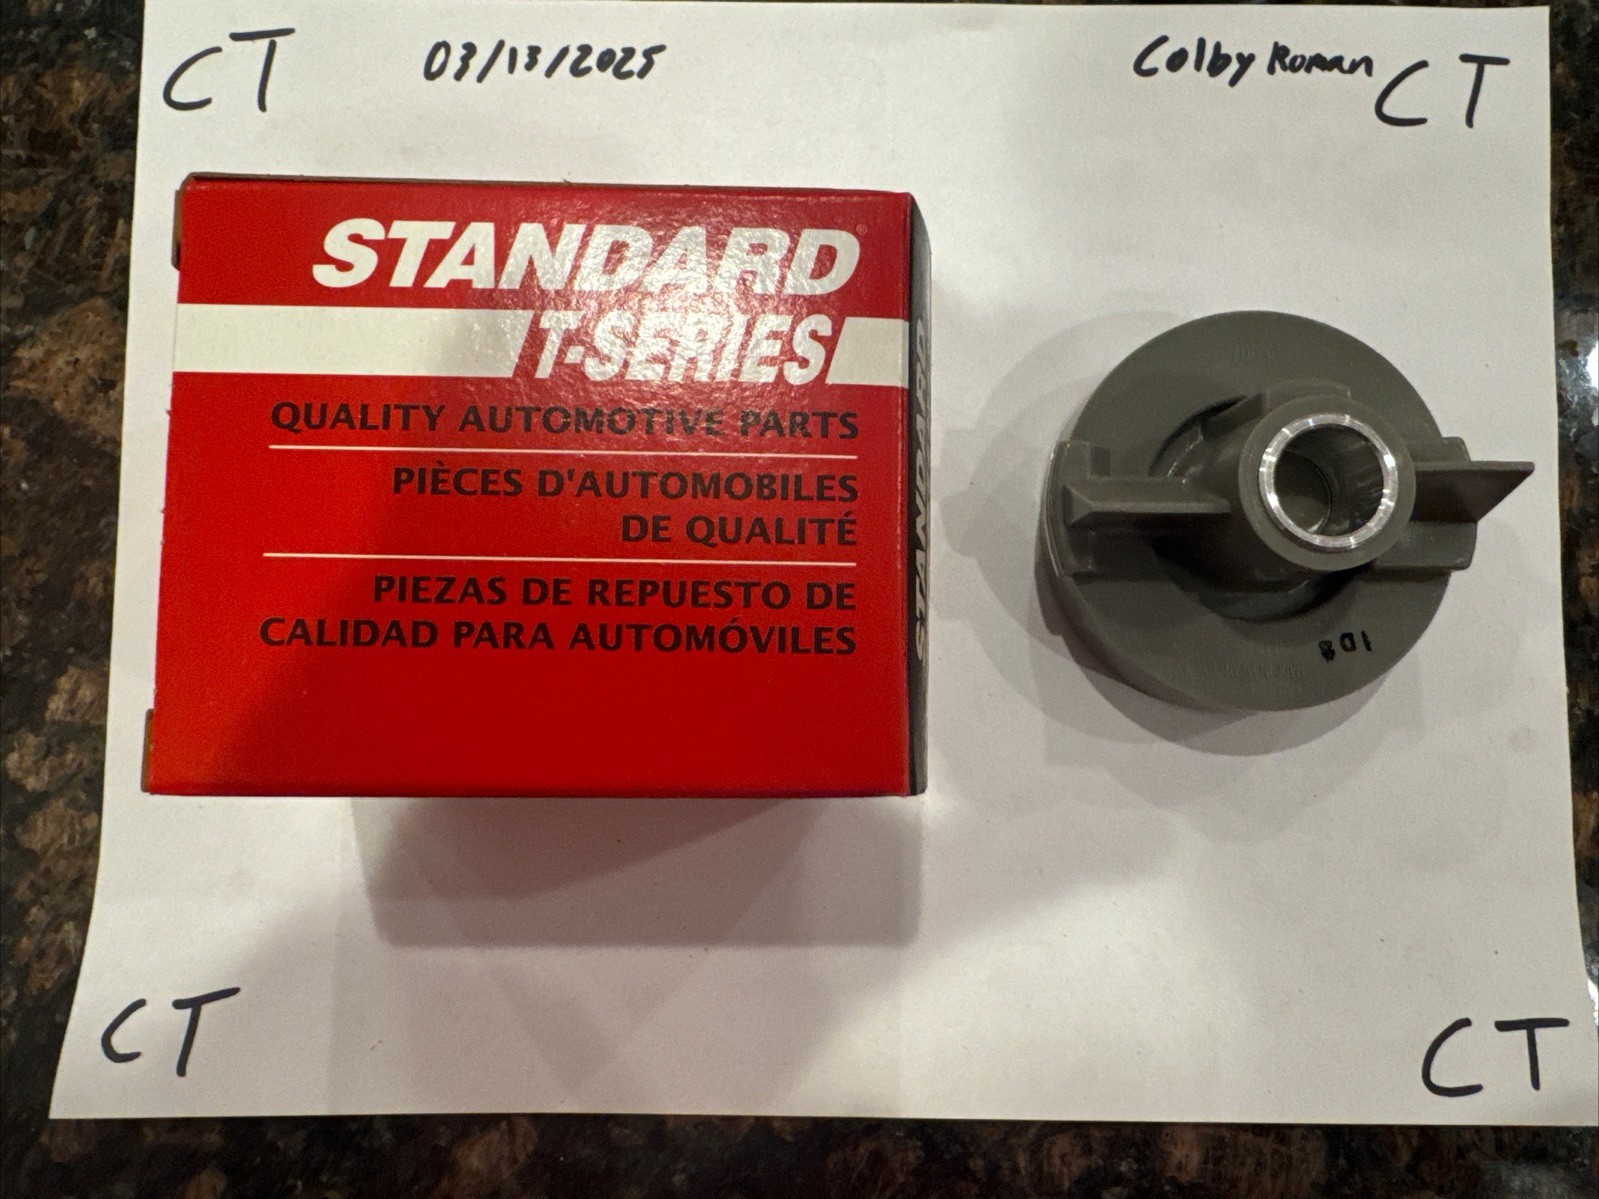 CT
03/13/2025
Colby Roman
CT
STANDARD®
T-SERIES
QUALITY AUTOMOTIVE PARTS
PIÈCES D'AUTOMOBILES
DE QUALITÉ
PIEZAS DE REPUESTO DE
CALIDAD PARA AUTOMÓVILES
STANDARD
1D8
CT
CT